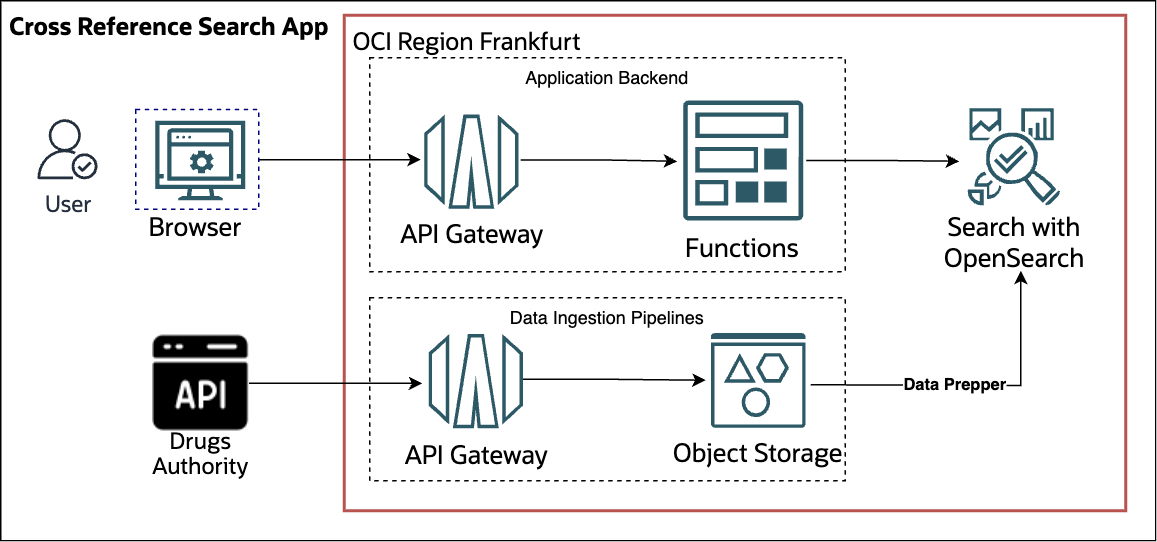 Cross Reference Search App
OCI Region Frankfurt
Application Backend
User
Browser
API Gateway
Functions
Search with
OpenSearch
Data Ingestion Pipelines
API
Drugs
Authority
API Gateway
Object Storage
Data Prepper